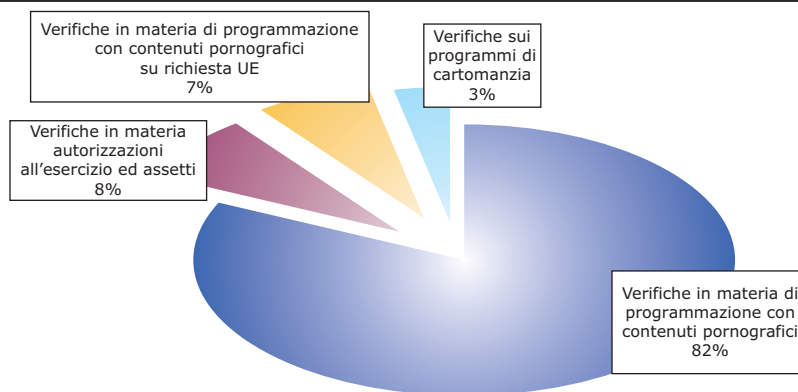 Verifiche in materia di programmazione
con contenuti pornografici
su richiesta UE
7%
Verifiche sui
programmi di
cartomanzia
3%
Verifiche in materia
autorizzazioni
all'esercizio ed assetti
8%
Verifiche in materia di
programmazione con
contenuti pornografici
82%